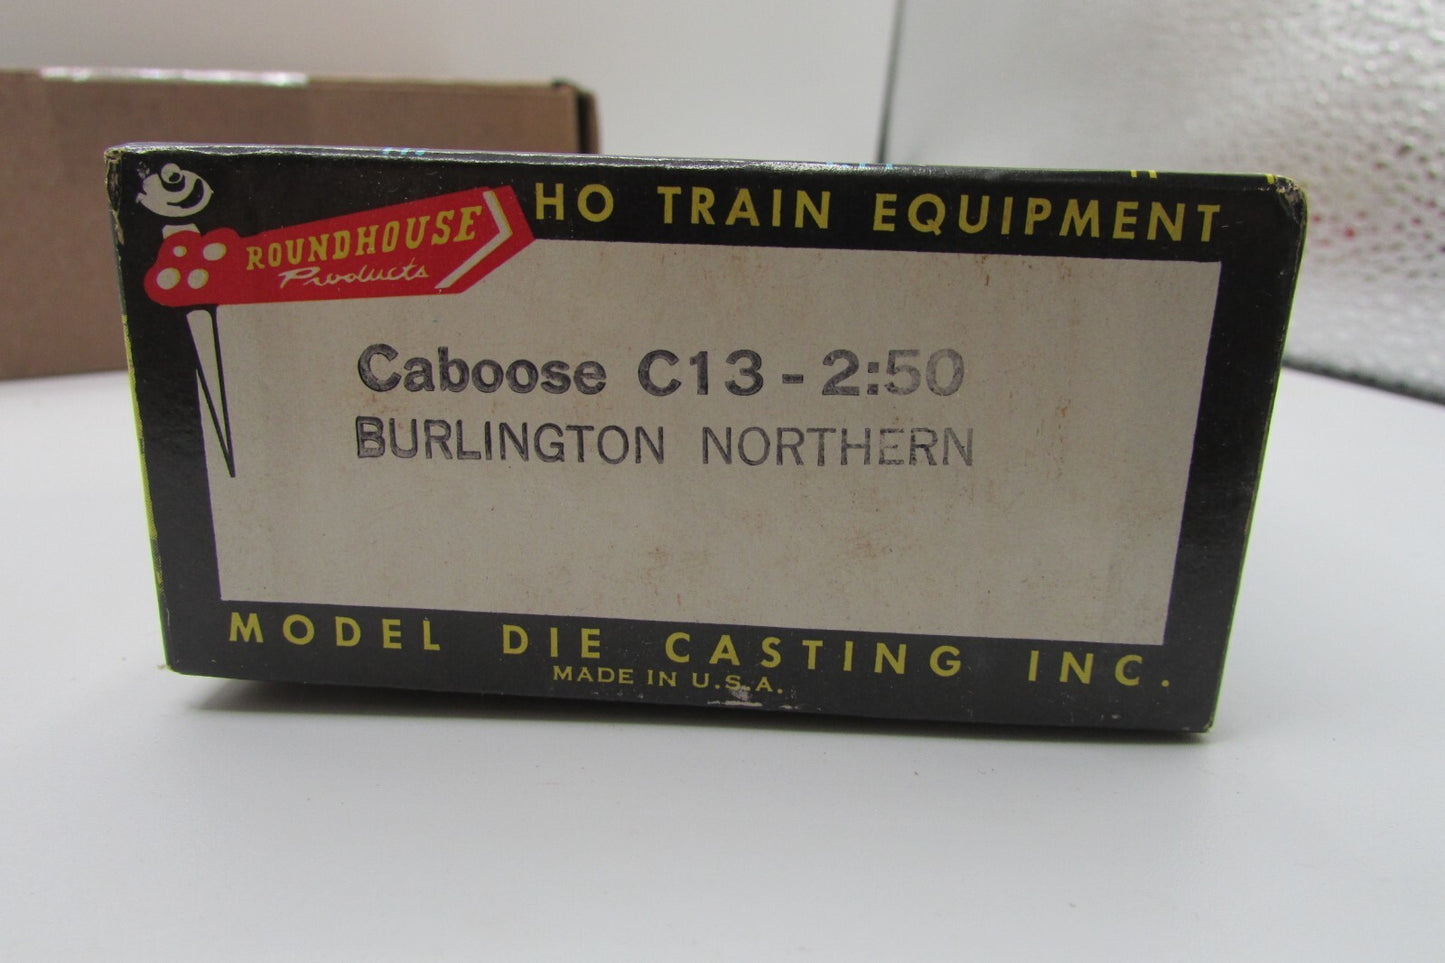 ROUNDHOUSE
Products
HO TRAIN EQUIPMENT
Caboose C13 - 2:50
BURLINGTON NORTHERN
MODEL DIE CASTING INC.
MADE IN U.S.A.